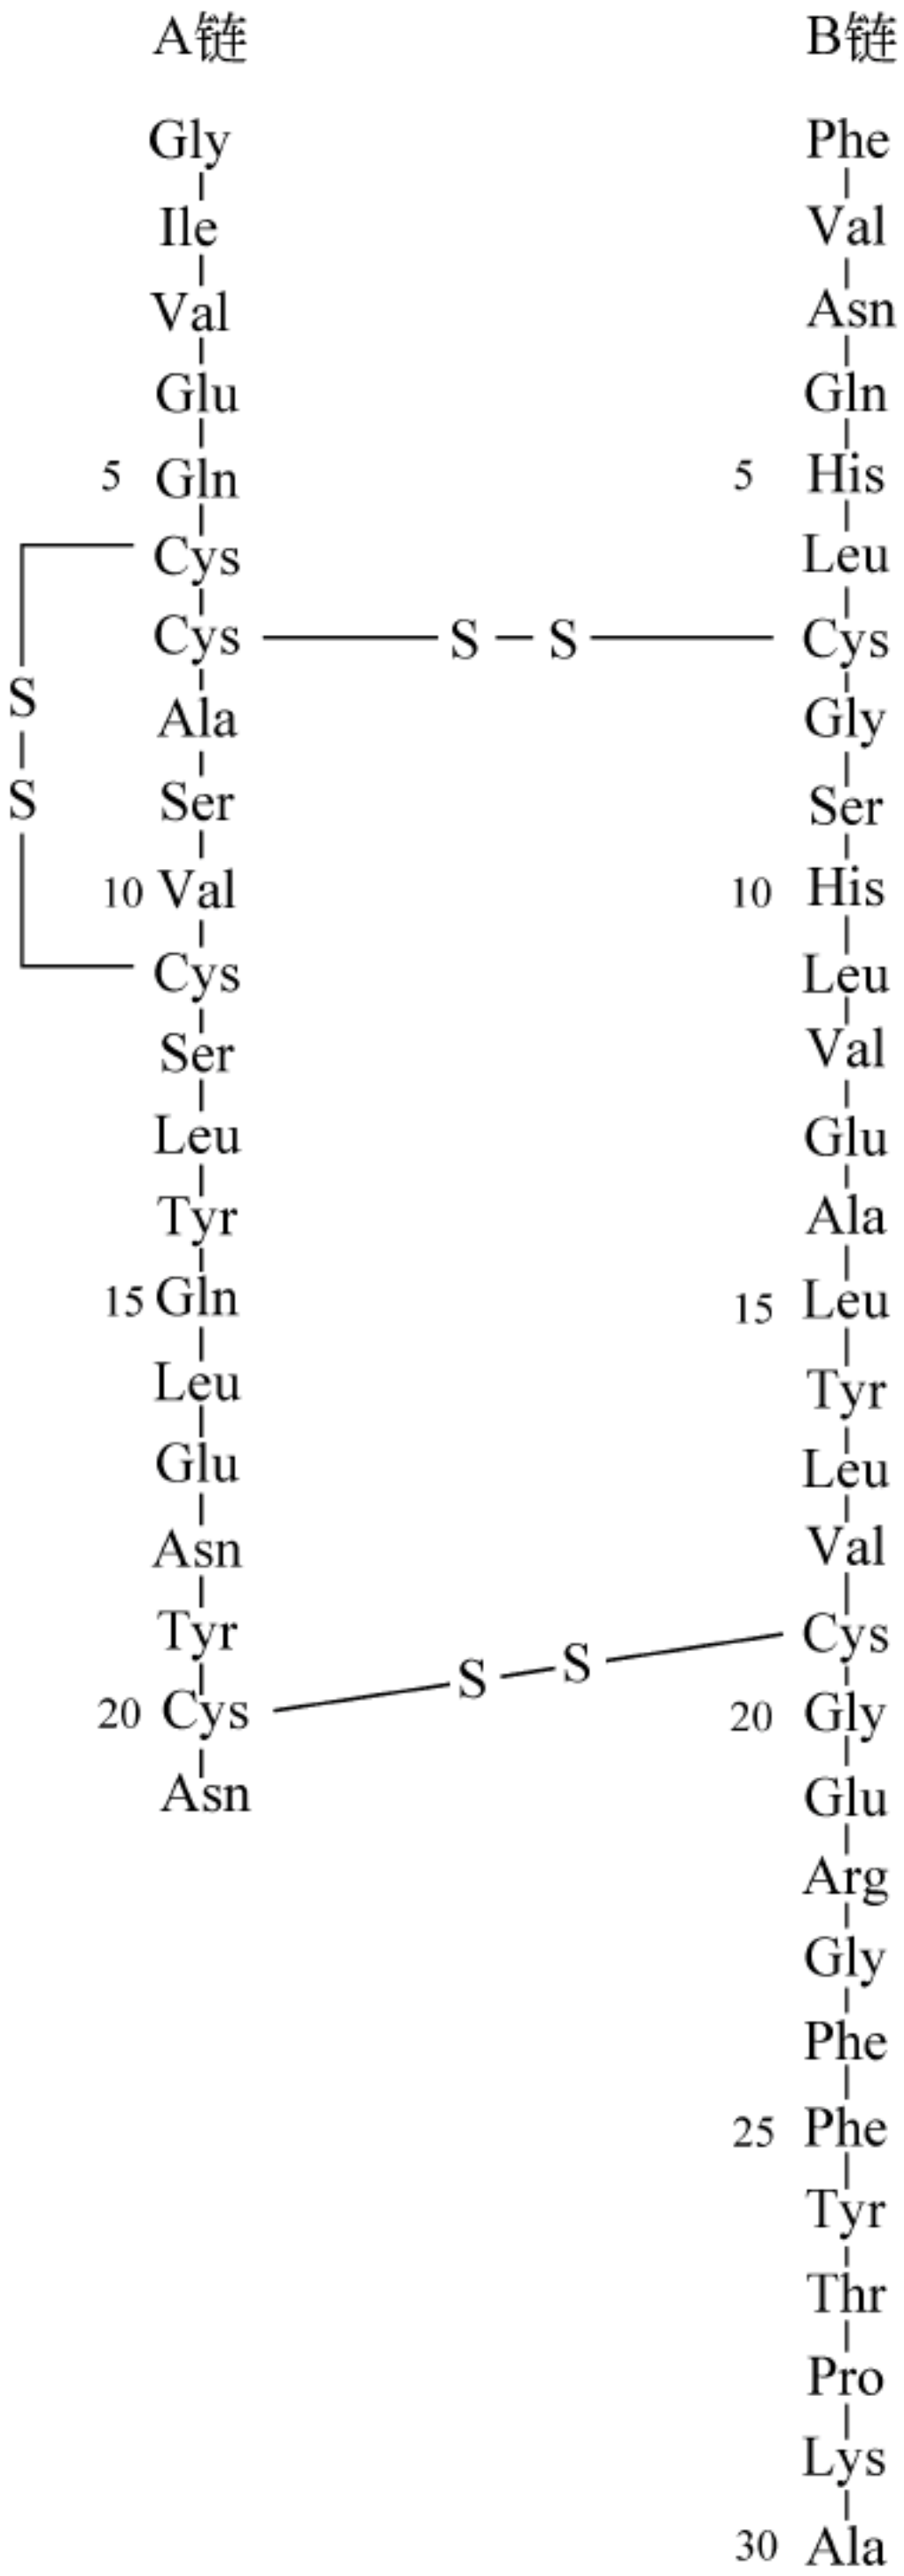 A链 B链
Gly Phe
Ile Val
Val Asn
Glu Gln
5 Gln 5 His
Cys Leu
Cys S S Cys
S Ala Gly
S Ser Ser
10 Val 10 His
Cys Leu
Ser Val
Leu Glu
Tyr Ala
15 Gln 15 Leu
Leu Tyr
Glu Leu
Asn Val
Tyr S S Cys
20 Cys 20 Gly
Asn Glu
Arg
Gly
Phe
25 Phe
Tyr
Thr
Pro
Lys
30 Ala